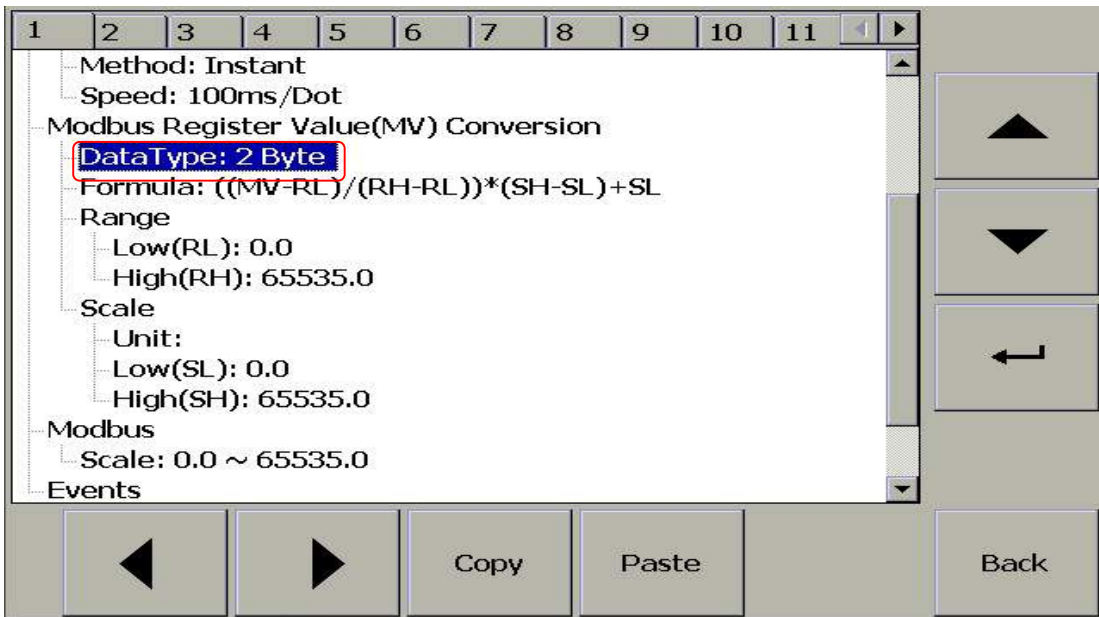 1 2 3 4 5 6 7 8 9 10 11
Method: Instant
Speed: 100ms/Dot
Modbus Register Value(MV) Conversion
DataType: 2 Byte
Formula: ((MV-RL)/(RH-RL))*(SH-SL)+SL
Range
Low(RL): 0.0
High(RH): 65535.0
Scale
Unit:
Low(SL): 0.0
High(SH): 65535.0
Modbus
Scale: 0.0 ~ 65535.0
Events
Copy Paste Back